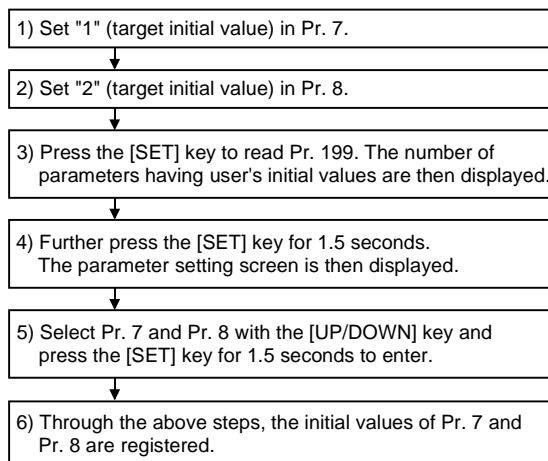 1) Set "1" (target initial value) in Pr. 7.
2) Set "2" (target initial value) in Pr. 8.
3) Press the [SET] key to read Pr. 199. The number of
parameters having user's initial values are then displayed.
4) Further press the [SET] key for 1.5 seconds.
The parameter setting screen is then displayed.
5) Select Pr. 7 and Pr. 8 with the [UP/DOWN] key and
press the [SET] key for 1.5 seconds to enter.
6) Through the above steps, the initial values of Pr. 7 and
Pr. 8 are registered.